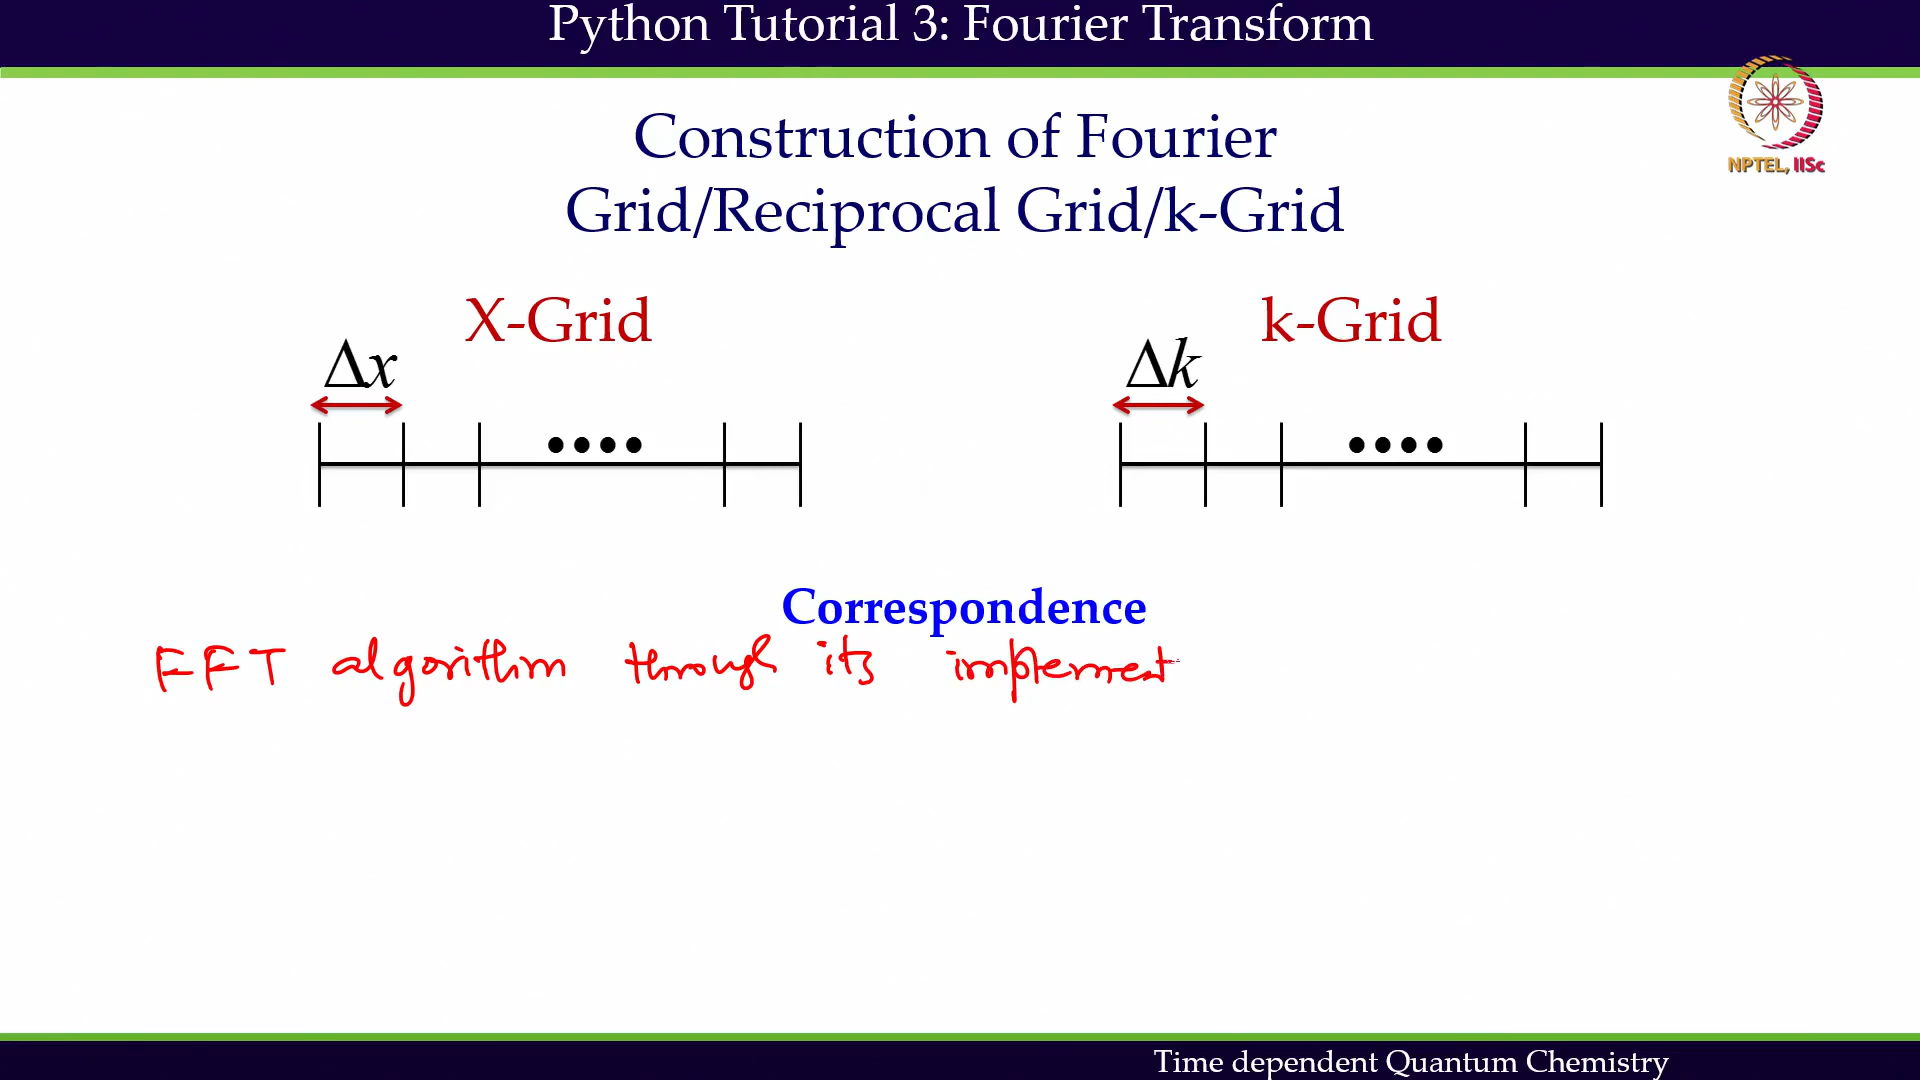 Python Tutorial 3: Fourier Transform
NPTEL, IISc
Construction of Fourier
Grid/Reciprocal Grid/k-Grid
X-Grid
k-Grid
Δx
Δk
Correspondence
FFT algorithm through its implemet
Time dependent Quantum Chemistry